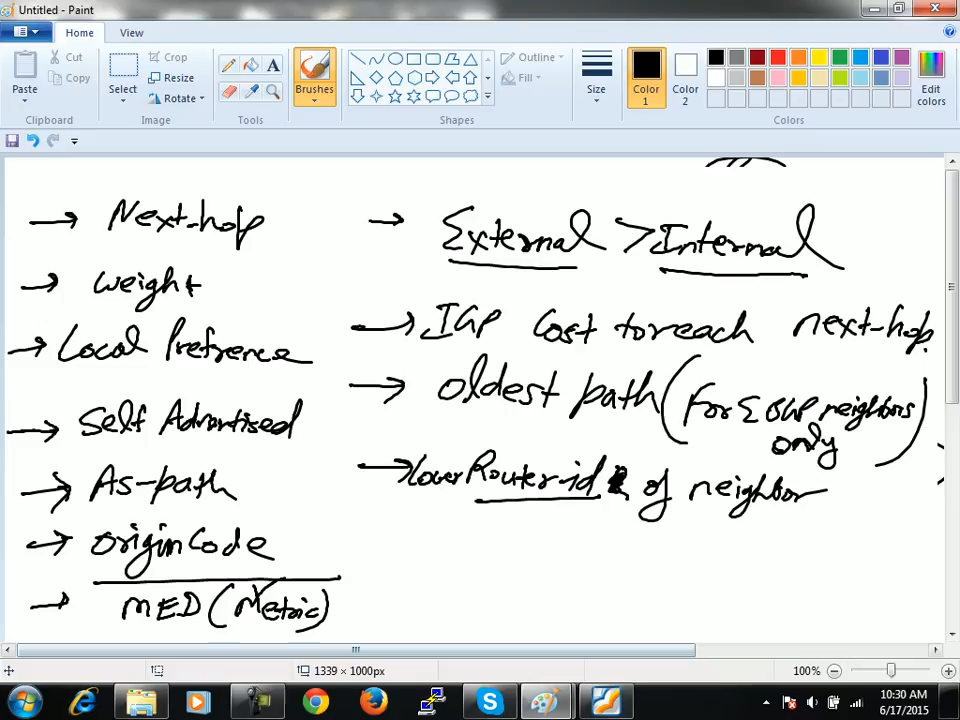 Untitled - Paint
Home
View
Paste
Cut
Copy
Clipboard
Select
Crop
Resize
Rotate
Image
Tools
Brushes
Shapes
Outline
Fill
Size
Color 1
Color 2
Colors
Edit colors
→ Next-hop
→ weight
→ Local Prefrence
→ Self Advertised
→ As-path
→ origin Code
→ MED (Metric)
→ External > Internal
→ IGP cost to reach next-hop.
→ oldest path (for EBGP neighbors
only)
→ lower Router-id of neighbor
1339 × 1000px
100%
10:30 AM
6/17/2015